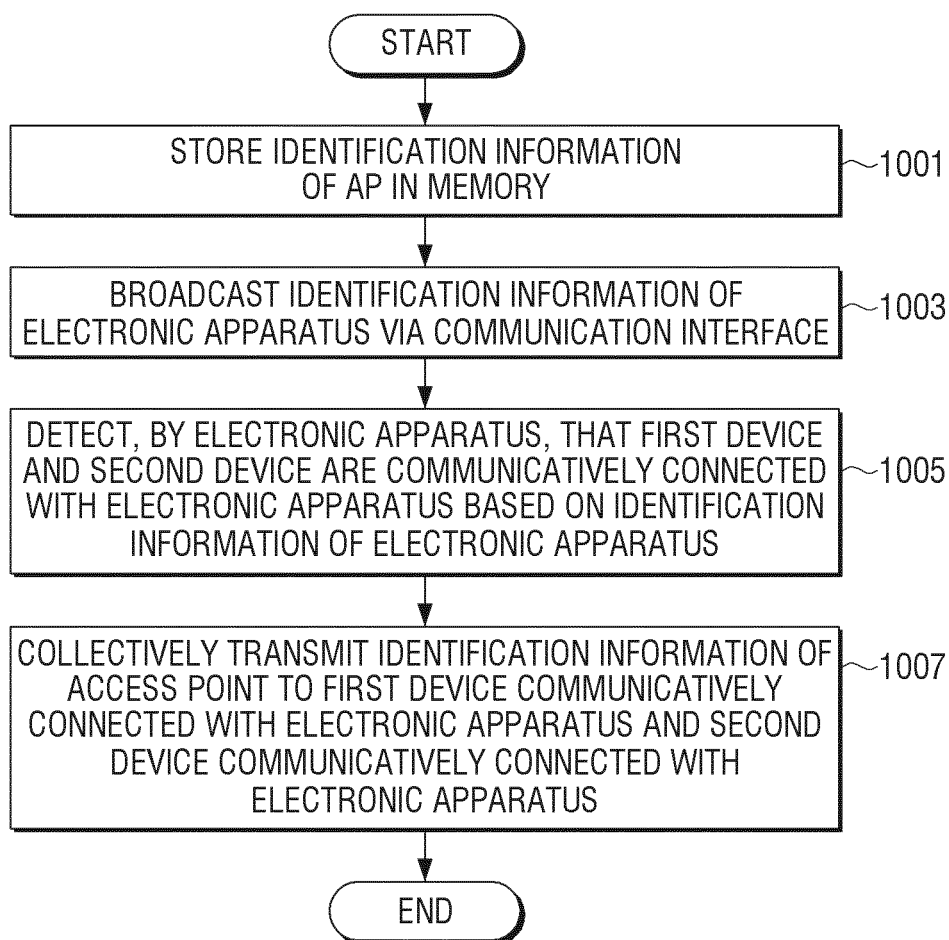 START
STORE IDENTIFICATION INFORMATION
OF AP IN MEMORY
1001
BROADCAST IDENTIFICATION INFORMATION OF
ELECTRONIC APPARATUS VIA COMMUNICATION INTERFACE
1003
DETECT, BY ELECTRONIC APPARATUS, THAT FIRST DEVICE
AND SECOND DEVICE ARE COMMUNICATIVELY CONNECTED
WITH ELECTRONIC APPARATUS BASED ON IDENTIFICATION
INFORMATION OF ELECTRONIC APPARATUS
1005
COLLECTIVELY TRANSMIT IDENTIFICATION INFORMATION OF
ACCESS POINT TO FIRST DEVICE COMMUNICATIVELY
CONNECTED WITH ELECTRONIC APPARATUS AND SECOND
DEVICE COMMUNICATIVELY CONNECTED WITH
ELECTRONIC APPARATUS
1007
END